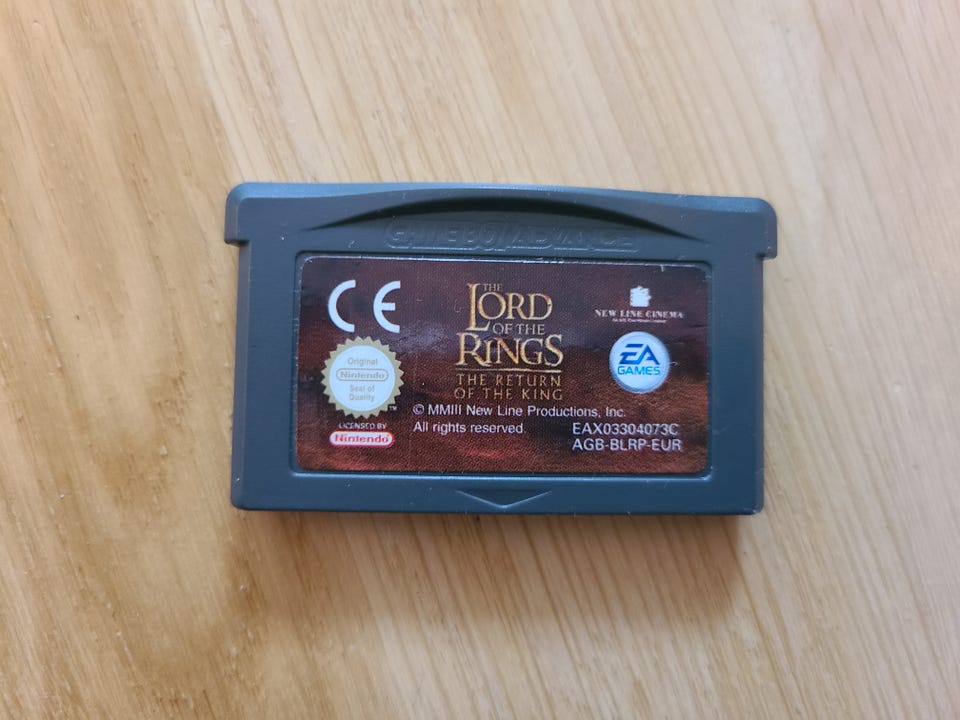 GAME BOY ADVANCE
CE
THE
LORD
OF THE
RINGS
THE RETURN
OF THE KING
NEW LINE CINEMA
EA
GAMES
Original
Nintendo
Seal of
Quality
TM
LICENSED BY
Nintendo
© MMIII New Line Productions, Inc.
All rights reserved.
EAX03304073C
AGB-BLRP-EUR